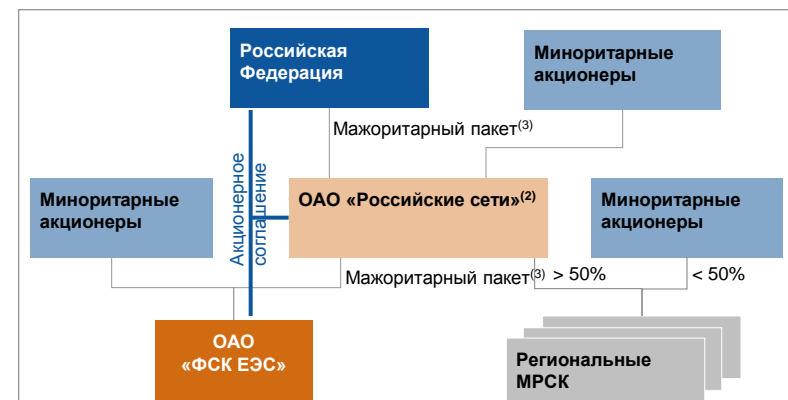 Российская
Федерация
Миноритарные
акционеры
Мажоритарный пакет(3)
Акционерное
соглашение
Миноритарные
акционеры
ОАО «Российские сети»(2)
Миноритарные
акционеры
Мажоритарный пакет(3)
> 50%
< 50%
ОАО
«ФСК ЕЭС»
Региональные
МРСК